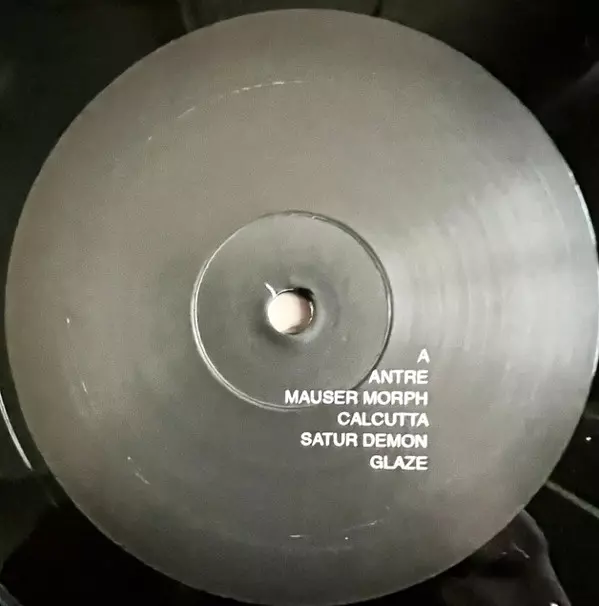 A
ANTRE
MAUSER MORPH
CALCUTTA
SATUR DEMON
GLAZE